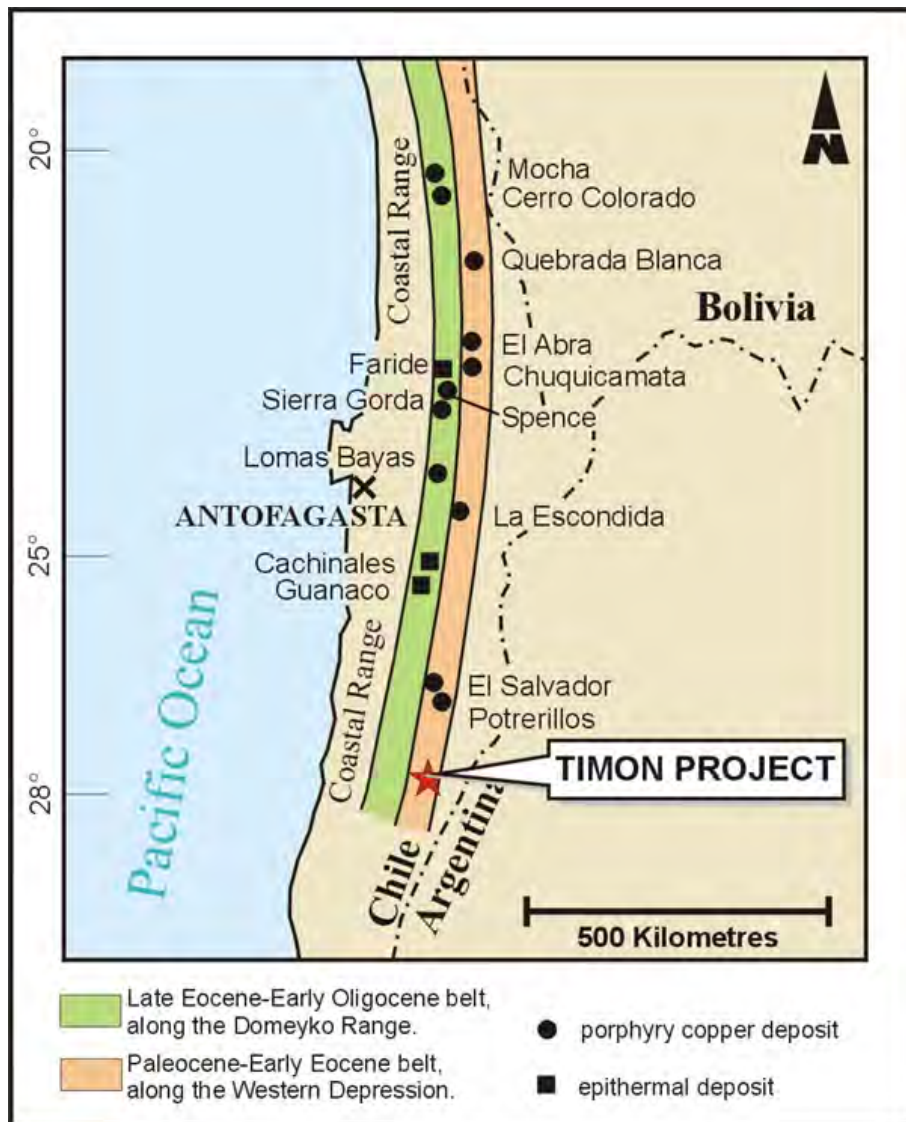 20°
Coastal Range
Mocha
Cerro Colorado
Quebrada Blanca
Bolivia
El Abra
Faride
Chuquicamata
Sierra Gorda
Spence
Lomas Bayas
ANTOFAGASTA
La Escondida
25°
Cachinales
Guanaco
Pacific Ocean
Coastal Range
El Salvador
Potrerillos
TIMON PROJECT
28°
Chile
Argentina
N
500 Kilometres
Late Eocene-Early Oligocene belt,
along the Domeyko Range.
porphyry copper deposit
Paleocene-Early Eocene belt,
along the Western Depression.
epithermal deposit